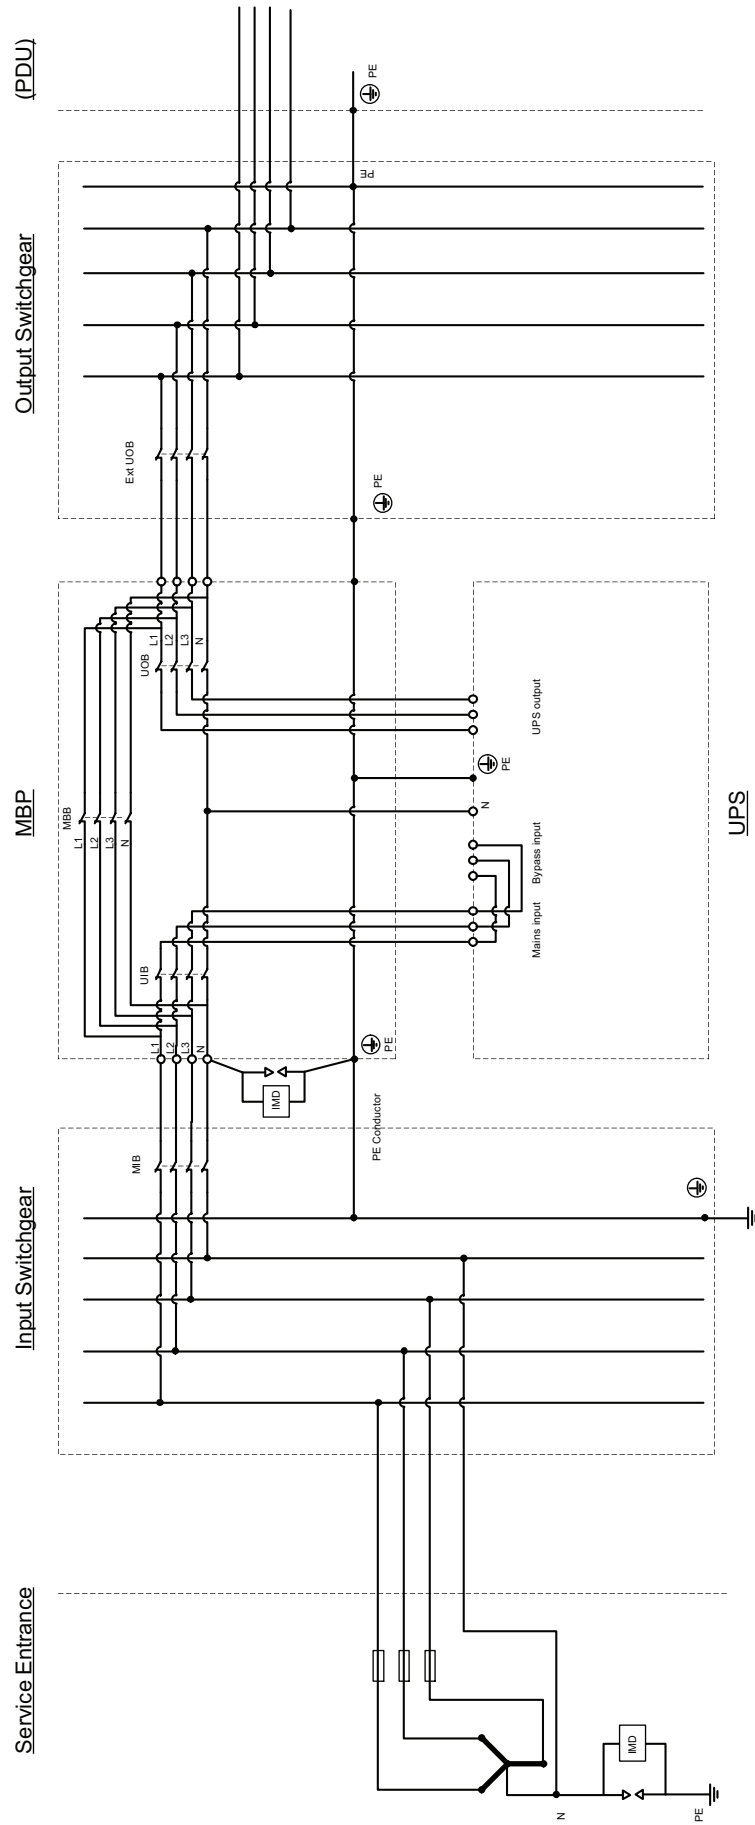 Service Entrance
Input Switchgear
MBP
UPS
Output Switchgear
(PDU)
N
PE
IMD
MIB
PE Conductor
IMD
PE
L1
L2
L3
N
UIB
L1
L2
L3
N
MBB
Mains input
Bypass input
N
PE
UPS output
UOB
L1
L2
L3
N
Ext UOB
PE
PE
PE